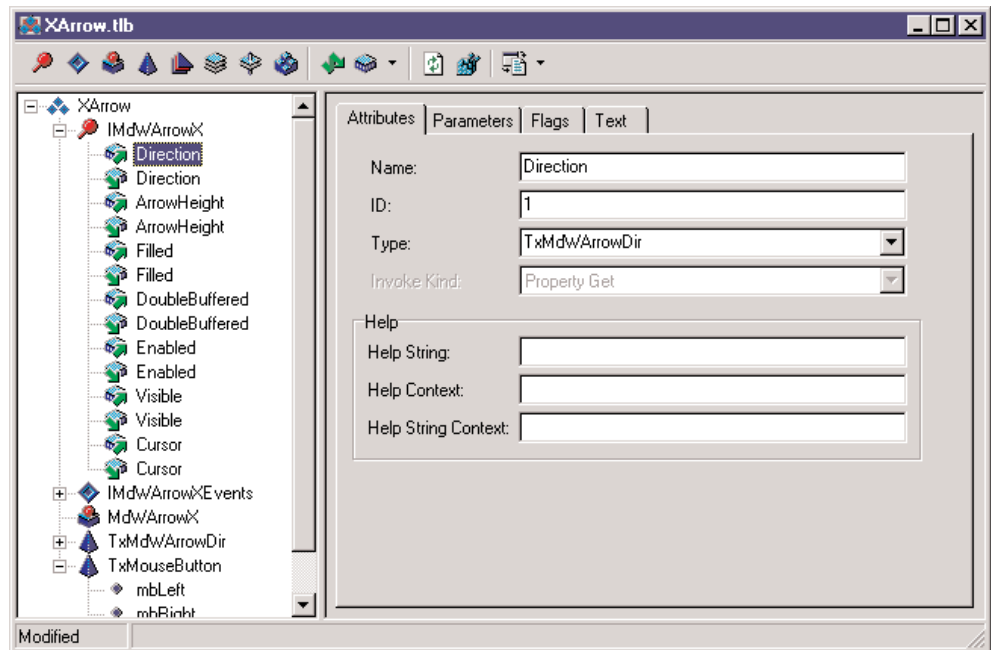 XArrow.tlb
XArrow
IMdWArrowX
Direction
Direction
ArrowHeight
ArrowHeight
Filled
Filled
DoubleBuffered
DoubleBuffered
Enabled
Enabled
Visible
Visible
Cursor
Cursor
IMdWArrowXEvents
MdWArrowX
TxMdWArrowDir
TxMouseButton
mbLeft
mbRight
Attributes Parameters Flags Text
Name: Direction
ID: 1
Type: TxMdWArrowDir
Invoke Kind: Property Get
Help
Help String:
Help Context:
Help String Context:
Modified